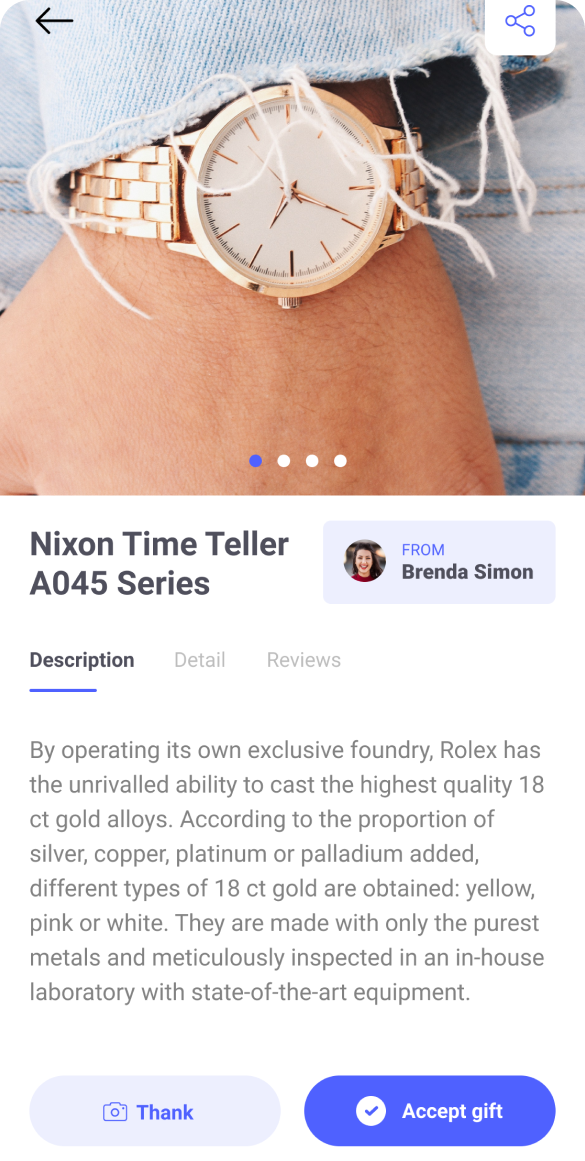 Nixon Time Teller
A045 Series
FROM
Brenda Simon
Description Detail Reviews
By operating its own exclusive foundry, Rolex has
the unrivalled ability to cast the highest quality 18
ct gold alloys. According to the proportion of
silver, copper, platinum or palladium added,
different types of 18 ct gold are obtained: yellow,
pink or white. They are made with only the purest
metals and meticulously inspected in an in-house
laboratory with state-of-the-art equipment.
Thank
Accept gift